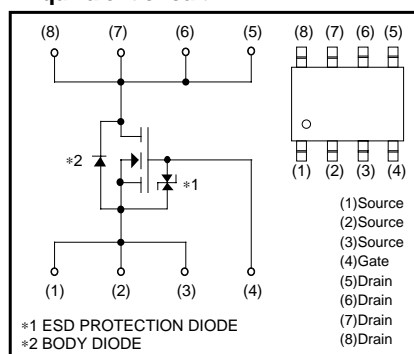 (8) (7) (6) (5)
∗2
∗1
(1) (2) (3) (4)
∗1 ESD PROTECTION DIODE
∗2 BODY DIODE
(8) (7) (6) (5)
(1) (2) (3) (4)
(1)Source
(2)Source
(3)Source
(4)Gate
(5)Drain
(6)Drain
(7)Drain
(8)Drain